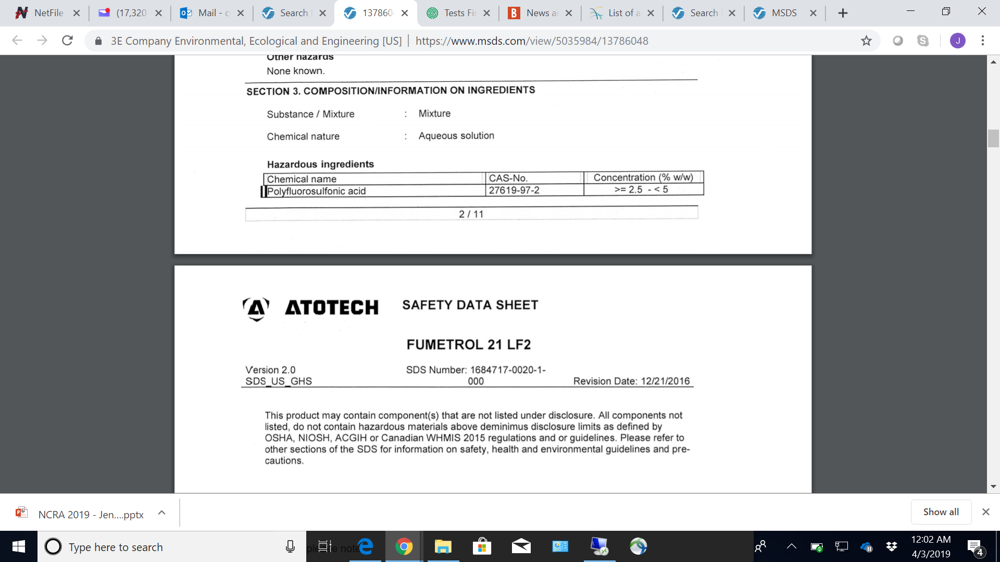 NetFile
(17,320
Mail - c
Search
137860
Tests Fi
News a
List of a
Search
MSDS
3E Company Environmental, Ecological and Engineering [US] | https://www.msds.com/view/5035984/13786048
J
Other hazards
None known.
SECTION 3. COMPOSITION/INFORMATION ON INGREDIENTS
Substance / Mixture : Mixture
Chemical nature : Aqueous solution
Hazardous ingredients
Chemical name CAS-No. Concentration (% w/w)
Polyfluorosulfonic acid 27619-97-2 >= 2.5 - < 5
2 / 11
ATOTECH SAFETY DATA SHEET
FUMETROL 21 LF2
Version 2.0 SDS Number: 1684717-0020-1-
SDS_US_GHS 000 Revision Date: 12/21/2016
This product may contain component(s) that are not listed under disclosure. All components not
listed, do not contain hazardous materials above deminimus disclosure limits as defined by
OSHA, NIOSH, ACGIH or Canadian WHMIS 2015 regulations and or guidelines. Please refer to
other sections of the SDS for information on safety, health and environmental guidelines and pre-
cautions.
NCRA 2019 - Jen....pptx
Show all
Type here to search
12:02 AM
4/3/2019
4